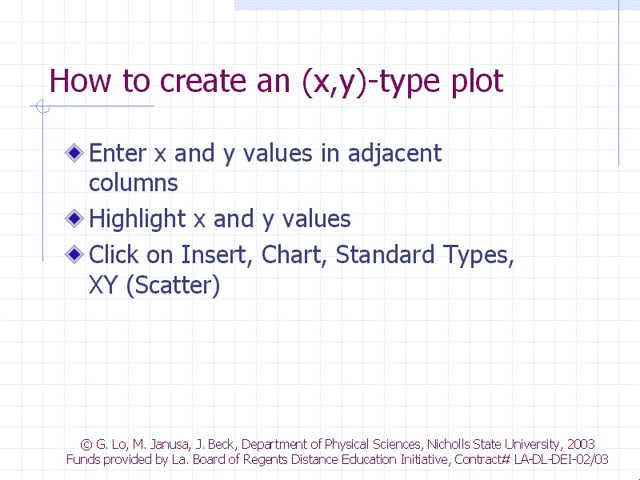 How to create an (x,y)-type plot
Enter x and y values in adjacent
columns
Highlight x and y values
Click on Insert, Chart, Standard Types,
XY (Scatter)
© G. Lo, M. Janusa, J. Beck, Department of Physical Sciences, Nicholls State University, 2003
Funds provided by La. Board of Regents Distance Education Initiative, Contract# LA-DL-DEI-02/03